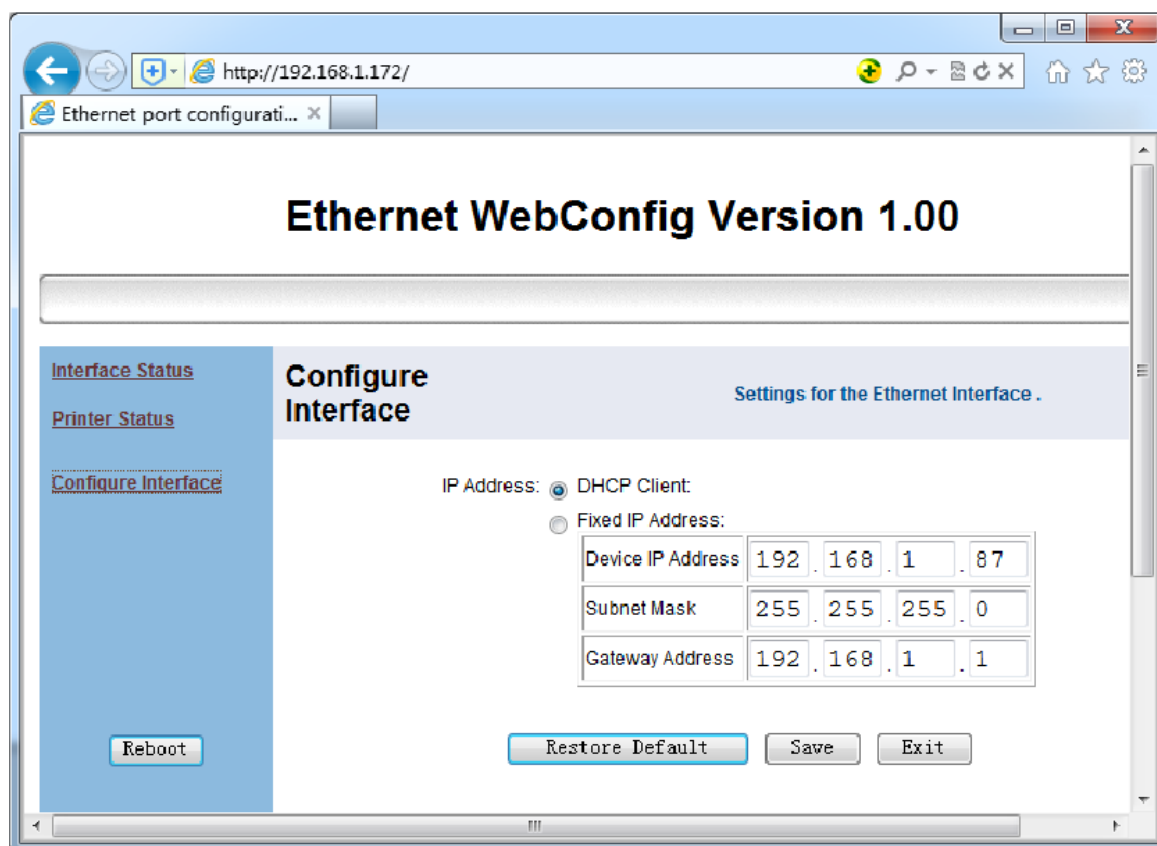 http://192.168.1.172/
Ethernet port configurati...
Ethernet WebConfig Version 1.00
Interface Status
Printer Status
Configure Interface
Configure
Interface
Settings for the Ethernet Interface .
IP Address: DHCP Client:
Fixed IP Address:
Device IP Address 192 . 168 . 1 . 87
Subnet Mask 255 . 255 . 255 . 0
Gateway Address 192 . 168 . 1 . 1
Reboot Restore Default Save Exit